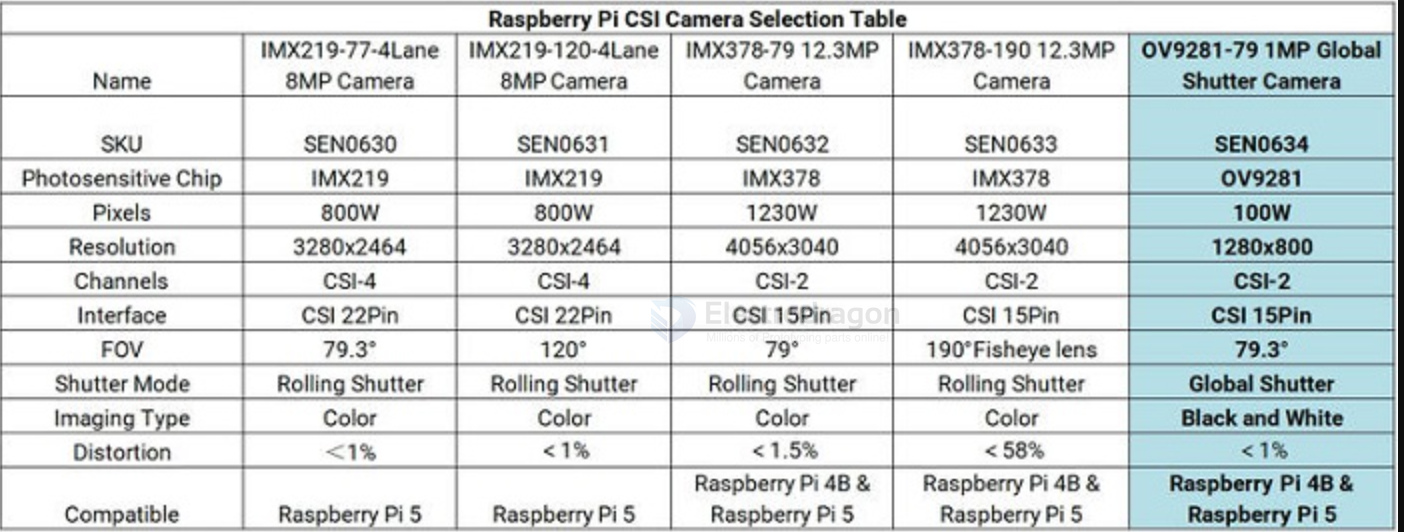 Raspberry Pi CSI Camera Selection Table
Name IMX219-77-4Lane 8MP Camera IMX219-120-4Lane 8MP Camera IMX378-79 12.3MP Camera IMX378-190 12.3MP Camera OV9281-79 1MP Global Shutter Camera
SKU SEN0630 SEN0631 SEN0632 SEN0633 SEN0634
Photosensitive Chip IMX219 IMX219 IMX378 IMX378 OV9281
Pixels 800W 800W 1230W 1230W 100W
Resolution 3280x2464 3280x2464 4056x3040 4056x3040 1280x800
Channels CSI-4 CSI-4 CSI-2 CSI-2 CSI-2
Interface CSI 22Pin CSI 22Pin CSI 15Pin CSI 15Pin CSI 15Pin
FOV 79.3° 120° 79° 190°Fisheye lens 79.3°
Shutter Mode Rolling Shutter Rolling Shutter Rolling Shutter Rolling Shutter Global Shutter
Imaging Type Color Color Color Color Black and White
Distortion <1% < 1% < 1.5% < 58% < 1%
Compatible Raspberry Pi 5 Raspberry Pi 5 Raspberry Pi 4B & Raspberry Pi 5 Raspberry Pi 4B & Raspberry Pi 5 Raspberry Pi 4B & Raspberry Pi 5